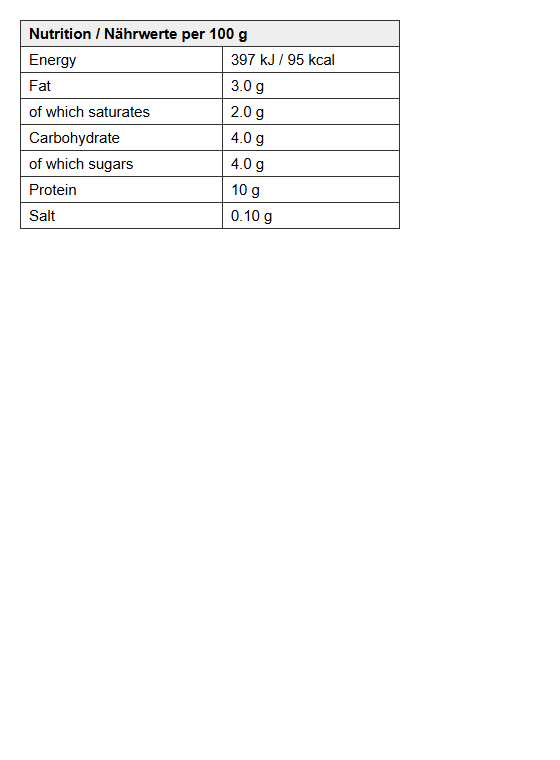 Nutrition / Nährwerte per 100 g
Energy 397 kJ / 95 kcal
Fat 3.0 g
of which saturates 2.0 g
Carbohydrate 4.0 g
of which sugars 4.0 g
Protein 10 g
Salt 0.10 g